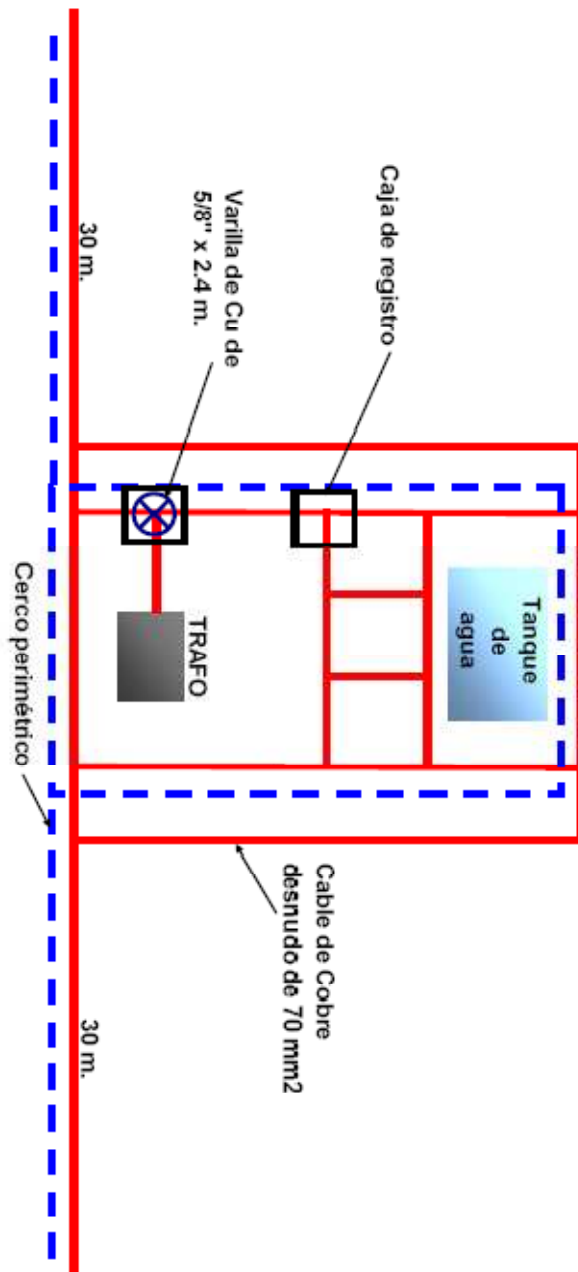 Caja de registro
Varilla de Cu de
5/8" x 2.4 m.
30 m.
Tanque
de
agua
TRAFO
Cerco perimétrico
Cable de Cobre
desnudo de 70 mm2
30 m.